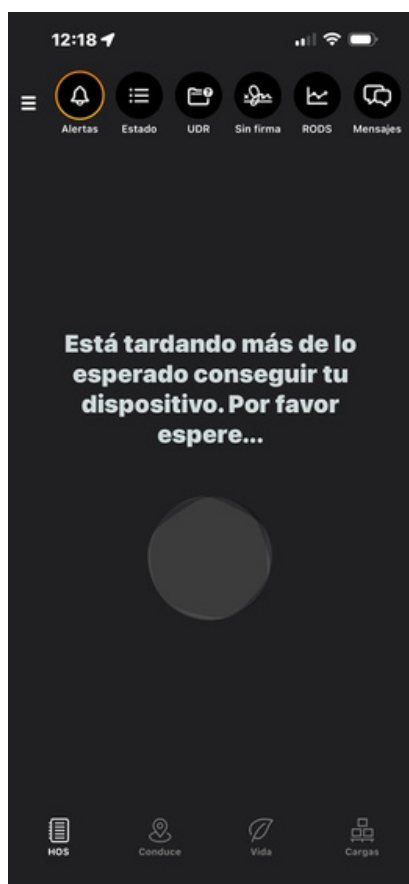 12:18
Alertas
Estado
UDR
Sin firma
RODS
Mensajes
Está tardando más de lo
esperado conseguir tu
dispositivo. Por favor
espere...
HOS
Conduce
Vida
Cargas